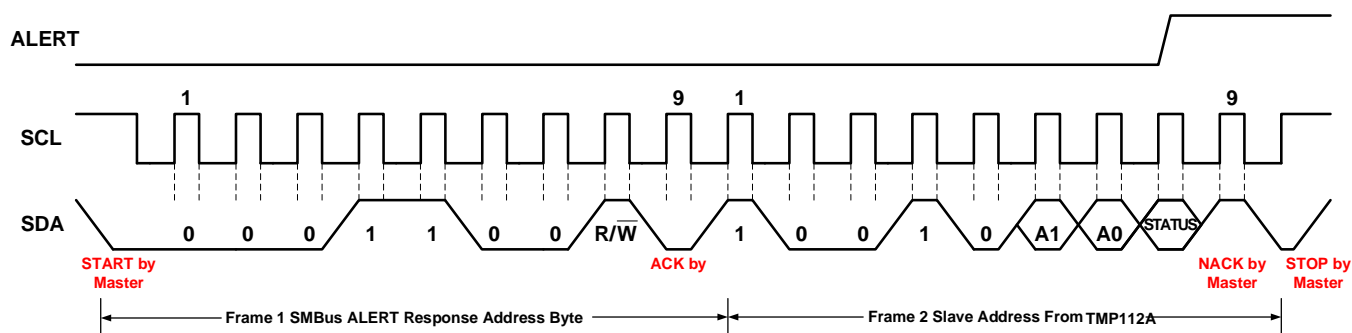 ALERT
1 9 1 9
SCL
SDA
0 0 0 1 1 0 0 R/W 1 0 0 1 0 A1 A0 STATUS
START by
Master
ACK by
NACK by
Master
STOP by
Master
Frame 1 SMBus ALERT Response Address Byte
Frame 2 Slave Address From TMP112A